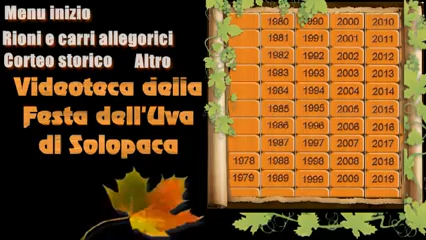 Menu inizio
Rioni e carri allegorici
Corteo storico Altro
Videoteca della
Festa dell'Uva
di Solopaca
1980 1990 2000 2010
1981 1991 2001 2011
1982 1992 2002 2012
1983 1993 2003 2013
1984 1994 2004 2014
1985 1995 2005 2015
1986 1996 2006 2016
1987 1997 2007 2017
1978 1988 1998 2008 2018
1979 1989 1999 2009 2019